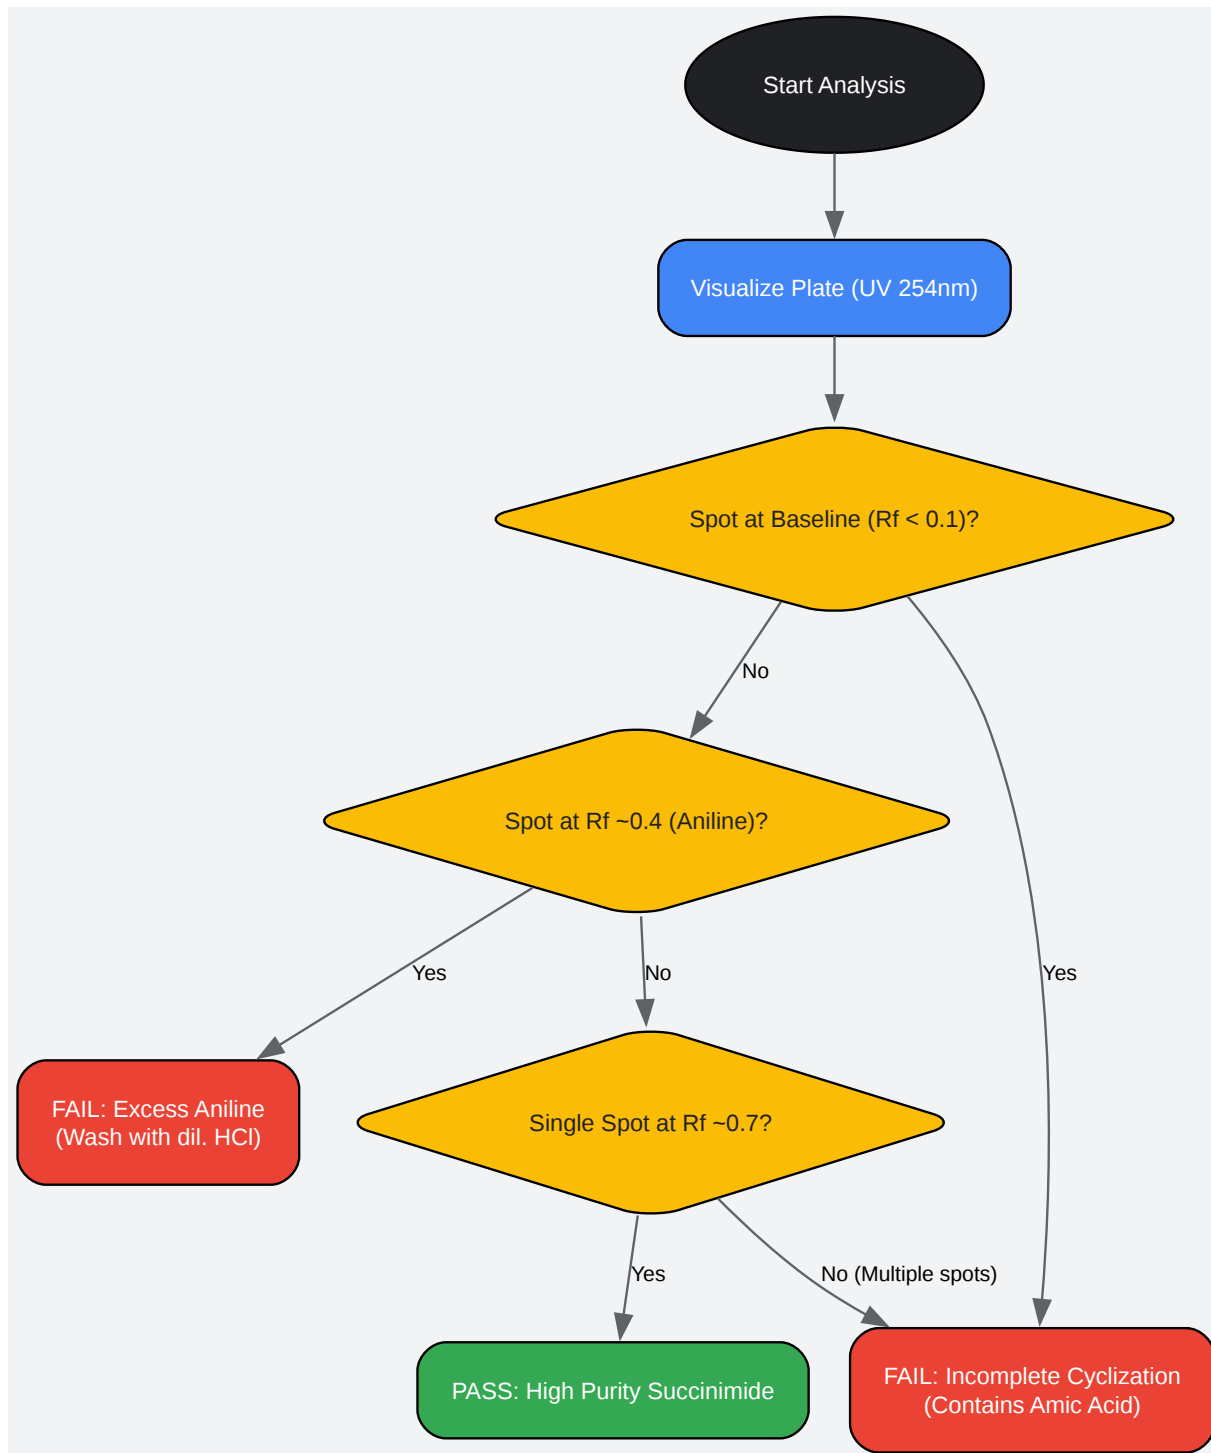 Start Analysis
Visualize Plate (UV 254nm)
Spot at Baseline (Rf < 0.1)?
No
Spot at Rf ~0.4 (Aniline)?
Yes
No
Yes
FAIL: Excess Aniline
(Wash with dil. HCl)
Single Spot at Rf ~0.7?
Yes
No (Multiple spots)
PASS: High Purity Succinimide
FAIL: Incomplete Cyclization
(Contains Amic Acid)